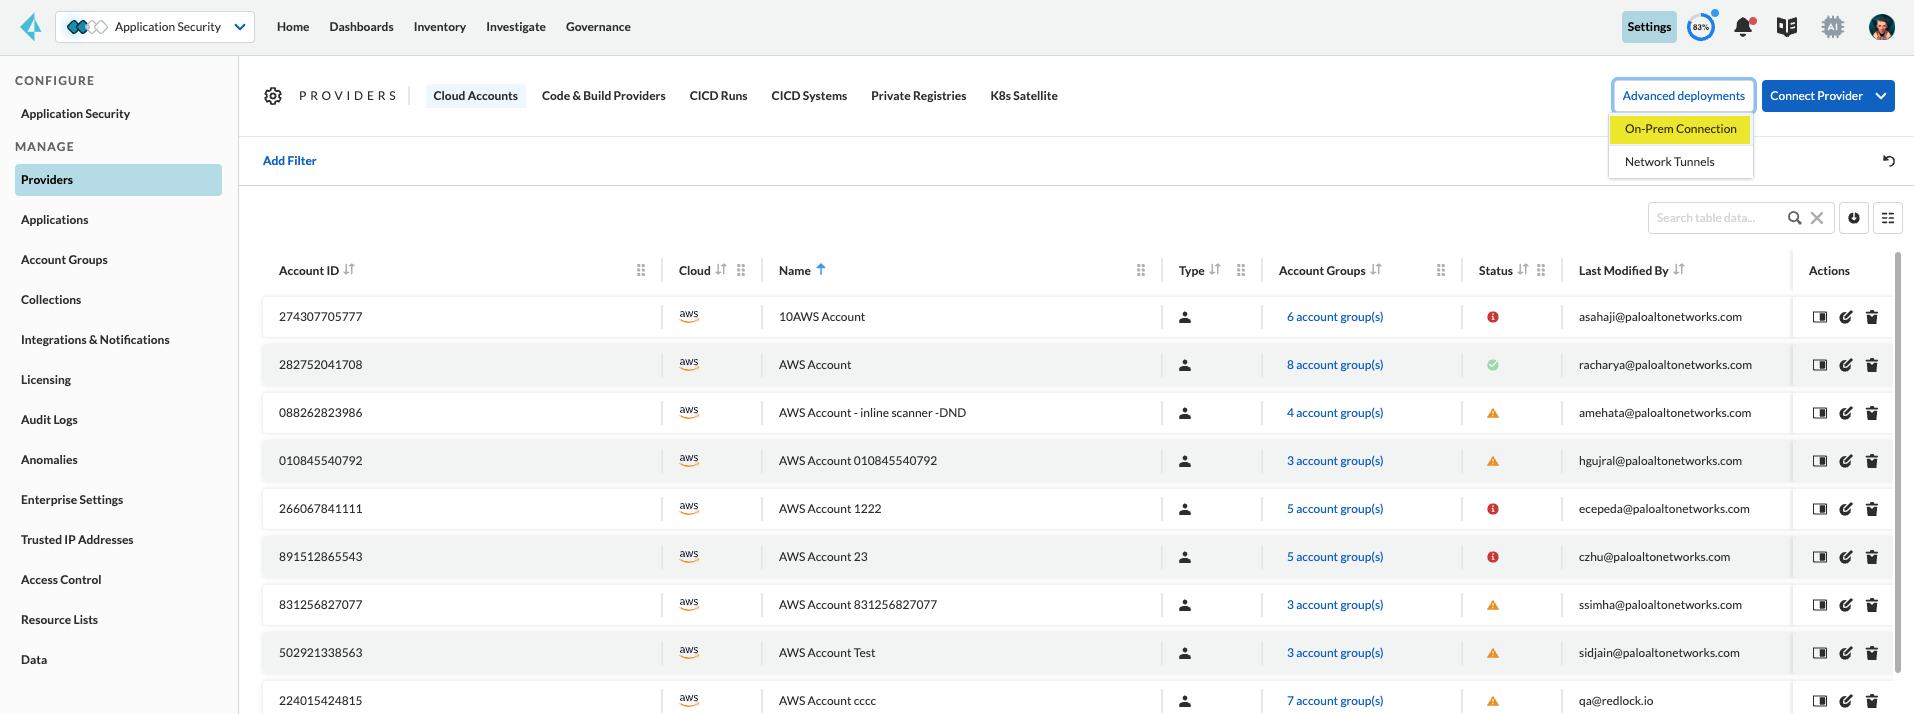 Application Security Home Dashboards Inventory Investigate Governance Settings 83% AI
CONFIGURE
Application Security
MANAGE
Providers
Applications
Account Groups
Collections
Integrations & Notifications
Licensing
Audit Logs
Anomalies
Enterprise Settings
Trusted IP Addresses
Access Control
Resource Lists
Data
PROVIDERS Cloud Accounts Code & Build Providers CICD Runs CICD Systems Private Registries K8s Satellite Advanced deployments Connect Provider
On-Prem Connection
Network Tunnels
Add Filter
Search table data...
Account ID Cloud Name Type Account Groups Status Last Modified By Actions
274307705777 aws 10AWS Account 6 account group(s) asahaji@paloaltonetworks.com
282752041708 aws AWS Account 8 account group(s) racharya@paloaltonetworks.com
088262823986 aws AWS Account - inline scanner -DND 4 account group(s) amehata@paloaltonetworks.com
010845540792 aws AWS Account 010845540792 3 account group(s) hgujral@paloaltonetworks.com
266067841111 aws AWS Account 1222 5 account group(s) ecepeda@paloaltonetworks.com
891512865543 aws AWS Account 23 5 account group(s) czhu@paloaltonetworks.com
831256827077 aws AWS Account 831256827077 3 account group(s) ssimha@paloaltonetworks.com
502921338563 aws AWS Account Test 3 account group(s) sidjain@paloaltonetworks.com
224015424815 aws AWS Account cccc 7 account group(s) qa@redlock.io